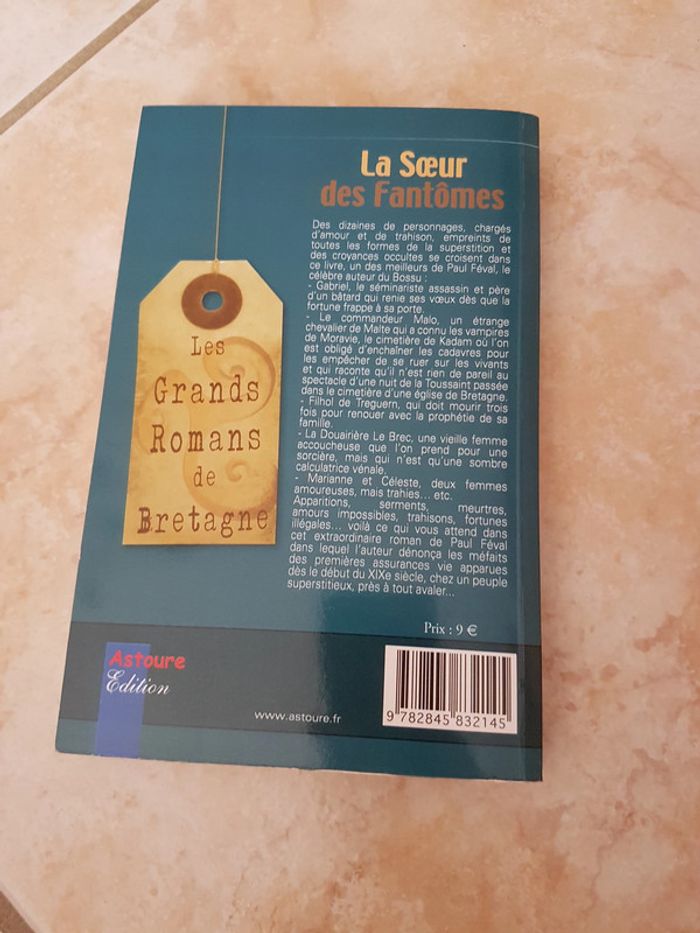 La Sœur
des Fantômes
Des dizaines de personnages, chargés
d'amour et de trahison, empreints de
toutes les formes de la superstition et
des croyances occultes se croisent dans
ce livre, un des meilleurs de Paul Féval, le
célèbre auteur du Bossu :
- Gabriel, le séminariste assassin et père
d'un bâtard qui renie ses vœux dès que la
fortune frappe à sa porte.
- Le commandeur Malo, un étrange
chevalier de Malte qui a connu les vampires
de Moravie, le cimetière de Kadam où l'on
est obligé d'enchaîner les cadavres pour
les empêcher de se ruer sur les vivants
et qui raconte qu'il n'est rien de pareil au
spectacle d'une nuit de la Toussaint passée
dans le cimetière d'une église de Bretagne.
- Filhol de Treguern, qui doit mourir trois
fois pour renouer avec la prophétie de sa
famille.
- La Douairière Le Brec, une vieille femme
accoucheuse que l'on prend pour une
sorcière, mais qui n'est qu'une sombre
calculatrice vénale.
- Marianne et Céleste, deux femmes
amoureuses, mais trahies... etc.
Apparitions, serments, meurtres,
amours impossibles, trahisons, fortunes
illégales... voilà ce qui vous attend dans
cet extraordinaire roman de Paul Féval
dans lequel l'auteur dénonça les méfaits
des premières assurances vie apparues
dès le début du XIXe siècle, chez un peuple
superstitieux, près à tout avaler...
Les
Grands
Romans
de
Bretagne
Prix : 9 €
Astoure
Edition
www.astoure.fr
9 782845 832145